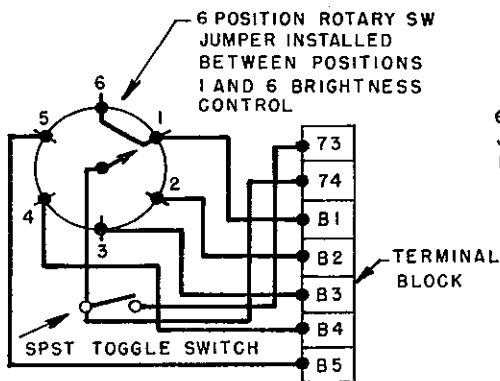 6 POSITION ROTARY SW
JUMPER INSTALLED
BETWEEN POSITIONS
1 AND 6 BRIGHTNESS
CONTROL
6
5
1
4
2
3
73
74
B1
B2
B3
B4
B5
TERMINAL
BLOCK
SPST TOGGLE SWITCH
6